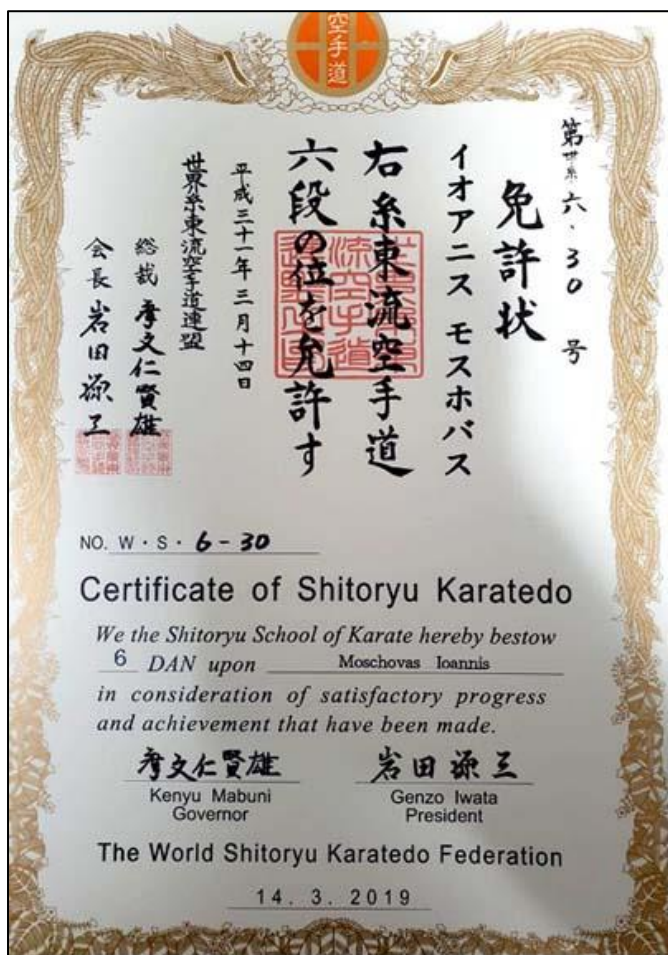 空手道
第世糸六・30号
免許状
イオアニス モスホバス
右糸東流空手道
六段の位を允許す
平成三十一年三月十四日
世界糸東流空手道連盟
総裁 摩文仁賢雄
会長 岩田源三
NO. W・S・6-30
Certificate of Shitoryu Karatedo
We the Shitoryu School of Karate hereby bestow
6 DAN upon Moschovas Ioannis
in consideration of satisfactory progress
and achievement that have been made.
摩文仁賢雄 岩田源三
Kenyu Mabuni Genzo Iwata
Governor President
The World Shitoryu Karatedo Federation
14. 3. 2019